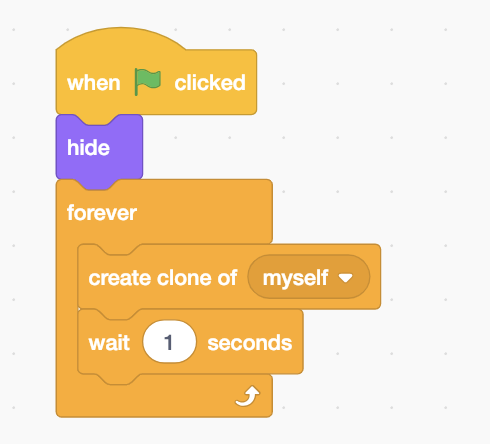 when clicked
hide
forever
create clone of myself
wait 1 seconds